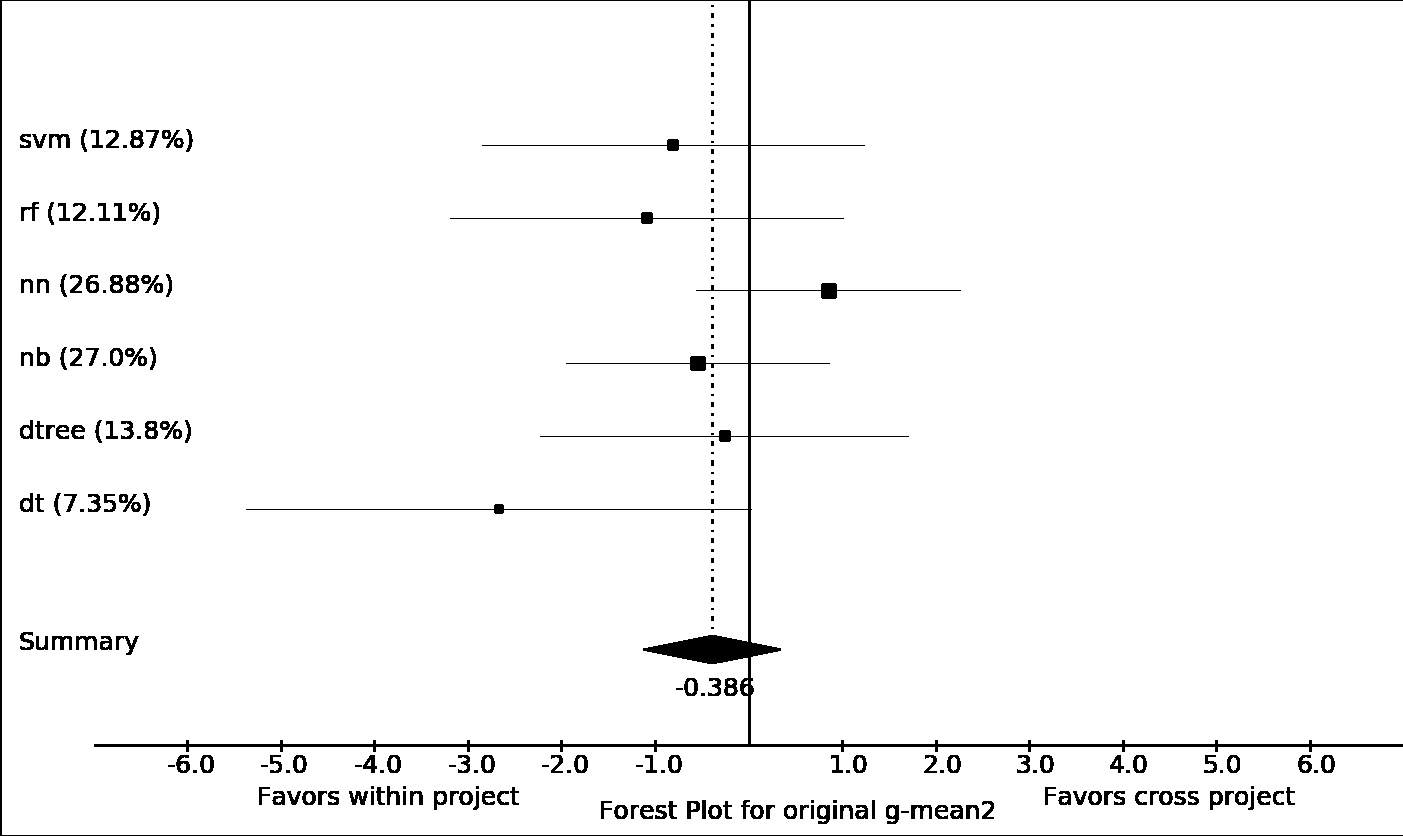 svm (12.87%)
rf (12.11%)
nn (26.88%)
nb (27.0%)
dtree (13.8%)
dt (7.35%)
Summary
-0.386
-6.0 -5.0 -4.0 -3.0 -2.0 -1.0 1.0 2.0 3.0 4.0 5.0 6.0
Favors within project Favors cross project
Forest Plot for original g-mean2